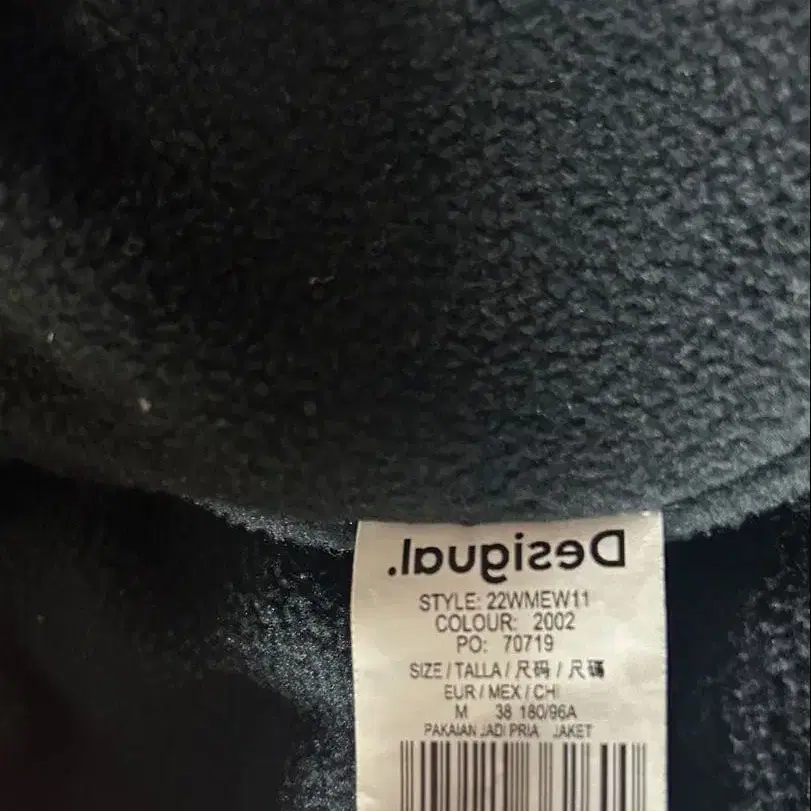 Desigual.
STYLE: 22WMEW11
COLOUR: 2002
PO: 70719
SIZE / TALLA / 尺码 / 尺碼
EUR / MEX / CHI
M 38 180/96A
PAKAIAN JADI PRIA JAKET